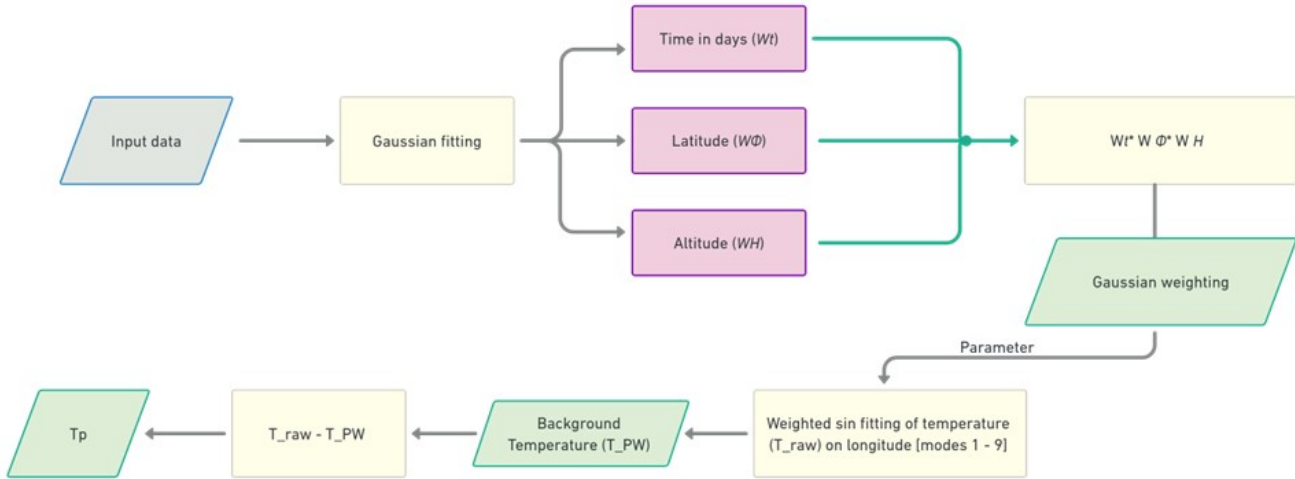 Time in days (Wt)
Input data
Gaussian fitting
Latitude (WΦ)
Wt* W Φ* W H
Altitude (WH)
Gaussian weighting
Parameter
Tp
T_raw - T_PW
Background
Temperature (T_PW)
Weighted sin fitting of temperature
(T_raw) on longitude [modes 1 - 9]